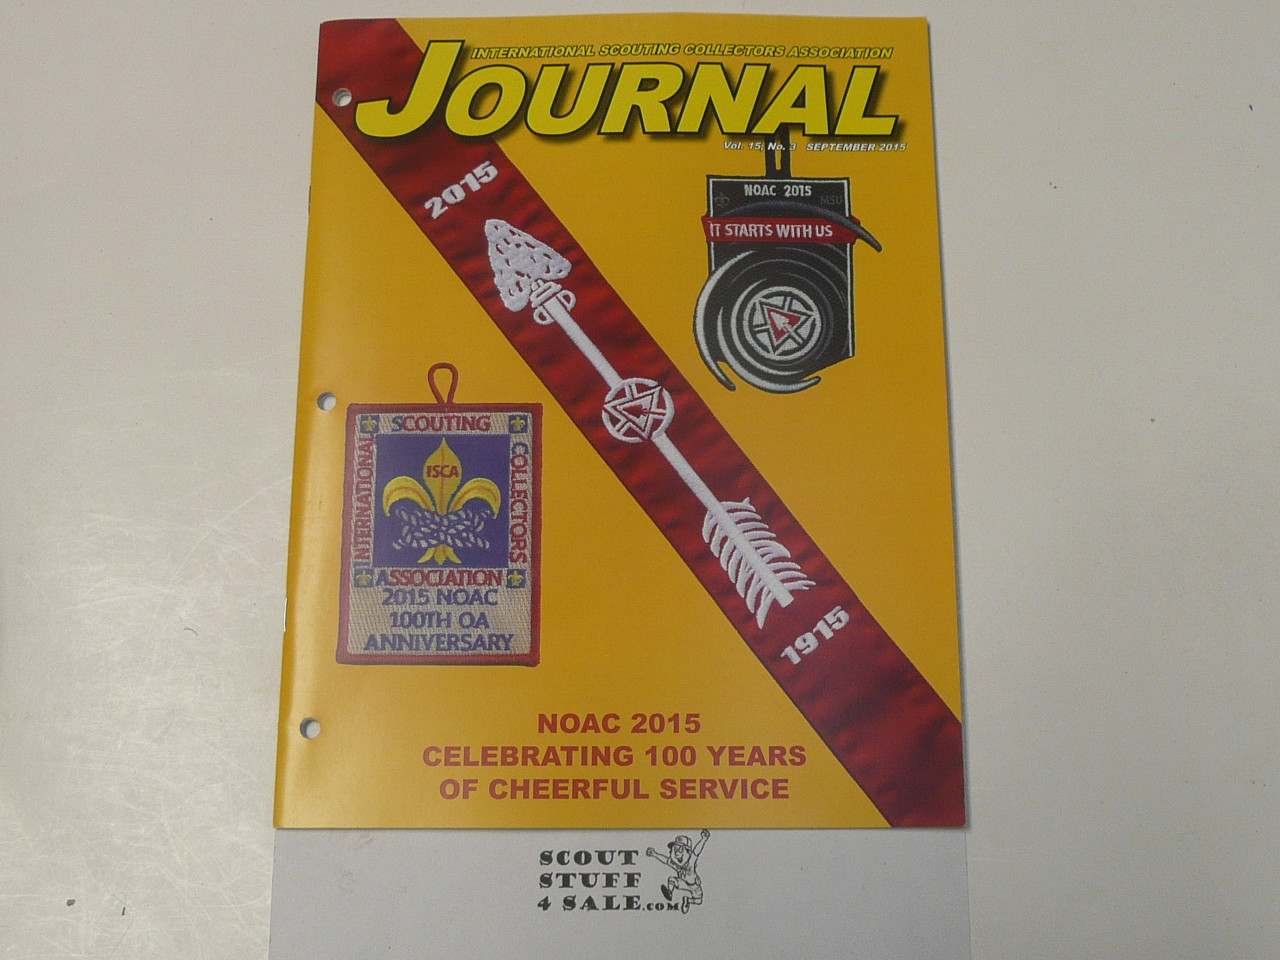 INTERNATIONAL SCOUTING COLLECTORS ASSOCIATION
JOURNAL
Vol. 15, No. 3 SEPTEMBER 2015
2015
NOAC 2015
MSU
IT STARTS WITH US
SCOUTING
INTERNATIONAL
COLLECTORS
ISCA
ASSOCIATION
2015 NOAC
100TH OA
ANNIVERSARY
1915
NOAC 2015
CELEBRATING 100 YEARS
OF CHEERFUL SERVICE
SCOUT
STUFF
4 SALE.com